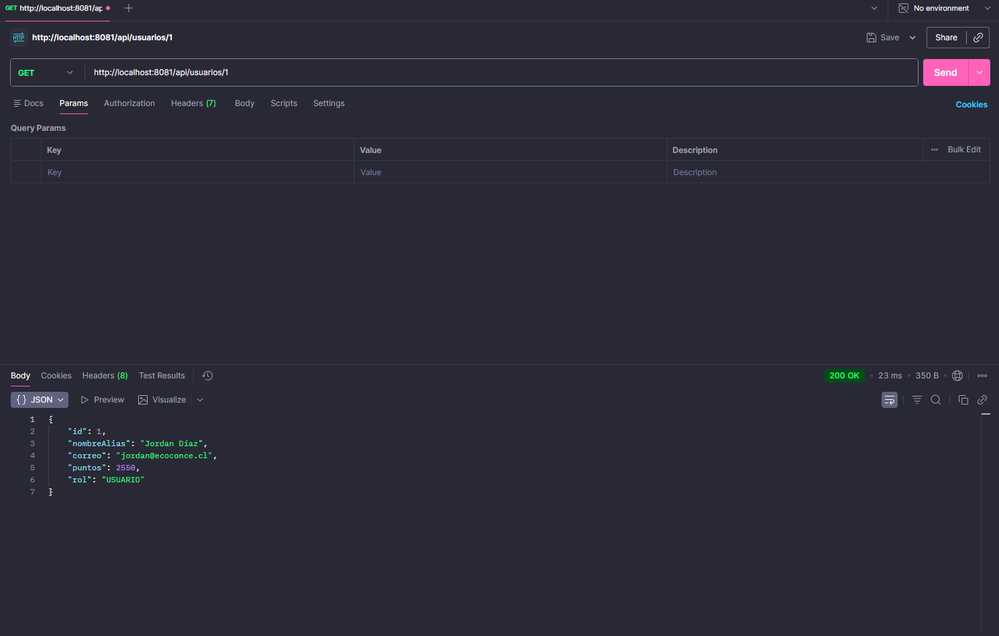 GET http://localhost:8081/ap
No environment
HTTP http://localhost:8081/api/usuarios/1
Save
Share
GET http://localhost:8081/api/usuarios/1
Send
Docs Params Authorization Headers (7) Body Scripts Settings
Cookies
Query Params
Key Value Description Bulk Edit
Key Value Description
Body Cookies Headers (8) Test Results
200 OK • 23 ms • 350 B
{ } JSON Preview Visualize
1 {
2 "id": 1,
3 "nombreAlias": "Jordan Díaz",
4 "correo": "jordan@ecoconce.cl",
5 "puntos": 2550,
6 "rol": "USUARIO"
7 }